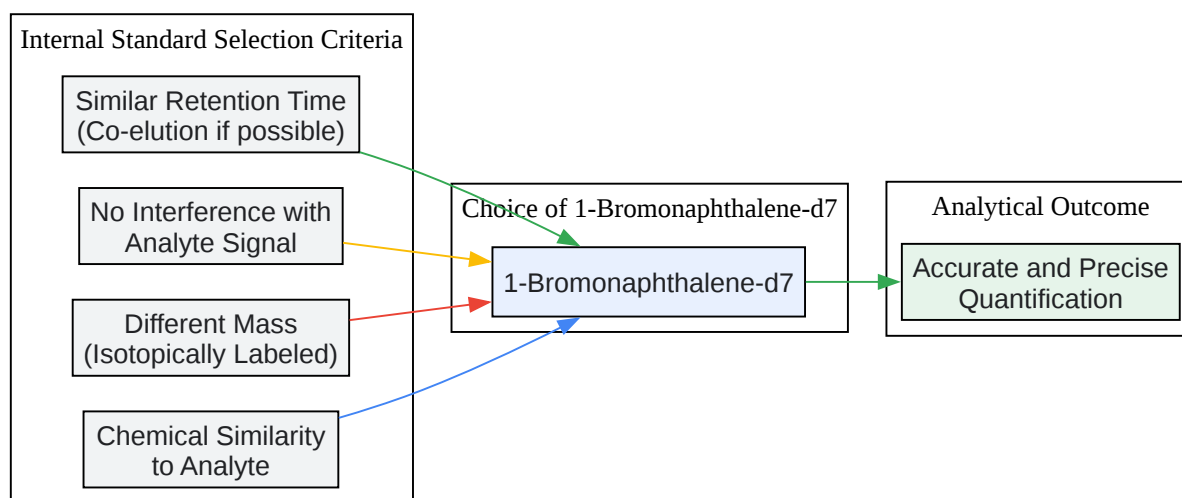 Internal Standard Selection Criteria
Similar Retention Time
(Co-elution if possible)
No Interference with
Analyte Signal
Different Mass
(Isotopically Labeled)
Chemical Similarity
to Analyte
Choice of 1-Bromonaphthalene-d7
1-Bromonaphthalene-d7
Analytical Outcome
Accurate and Precise
Quantification